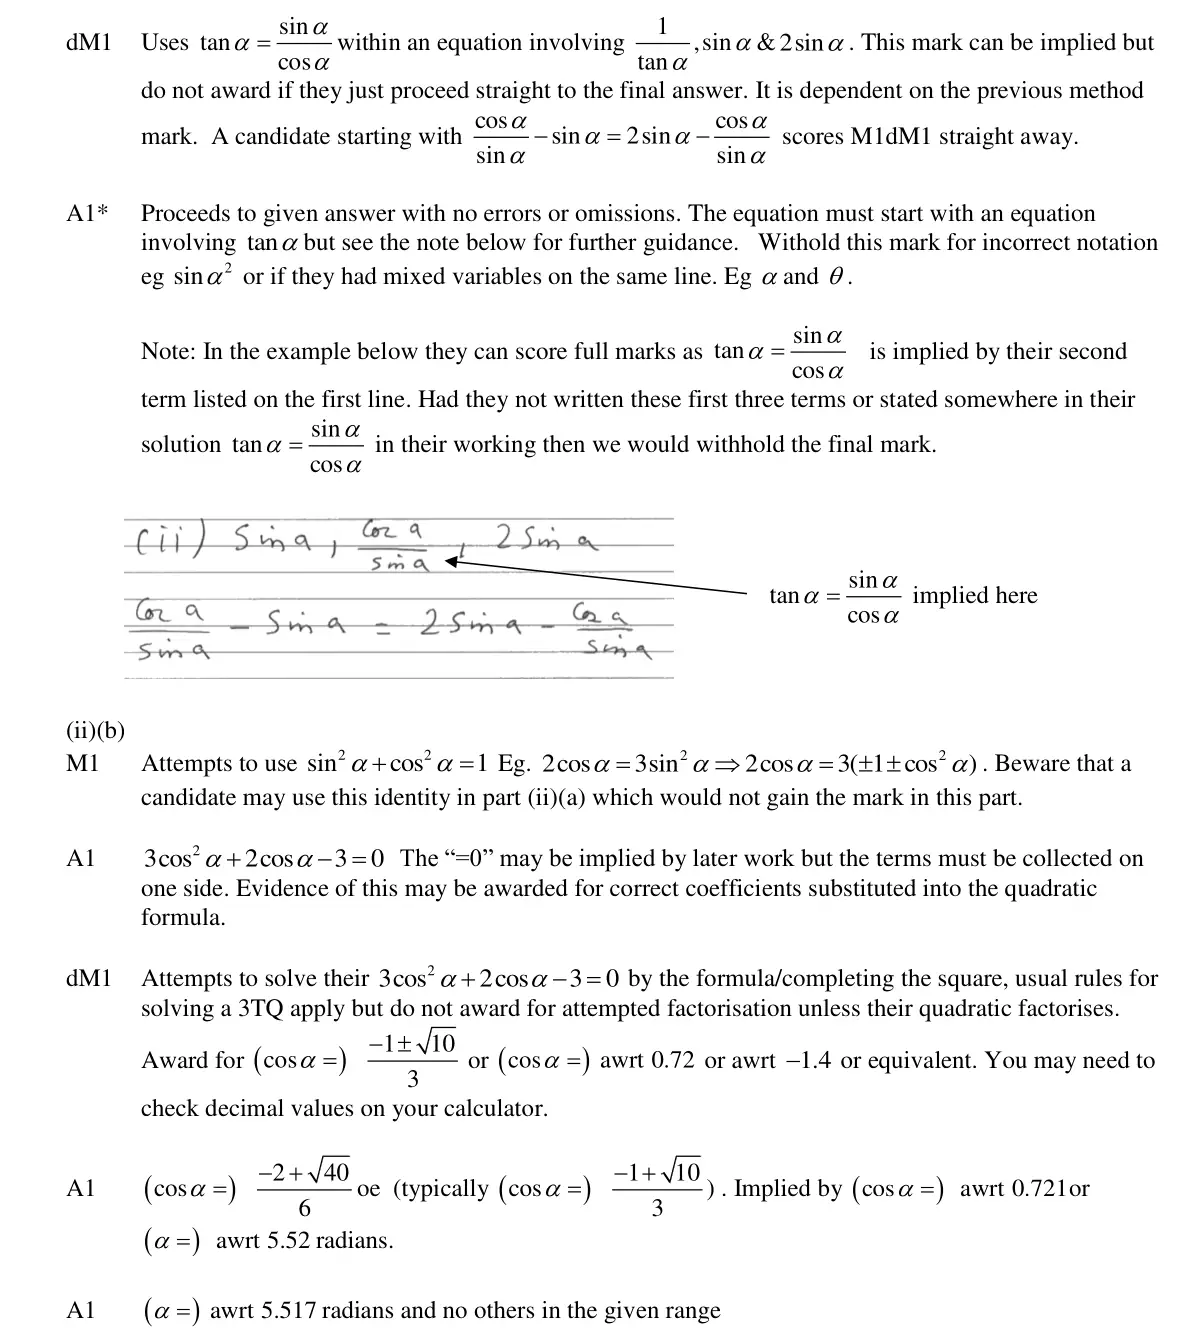 dM1 Uses tan α = sin α / cos α within an equation involving 1 / tan α , sin α & 2 sin α . This mark can be implied but
do not award if they just proceed straight to the final answer. It is dependent on the previous method
mark. A candidate starting with cos α / sin α − sin α = 2 sin α − cos α / sin α scores M1dM1 straight away.
A1* Proceeds to given answer with no errors or omissions. The equation must start with an equation
involving tan α but see the note below for further guidance. Withold this mark for incorrect notation
eg sin α² or if they had mixed variables on the same line. Eg α and θ .
Note: In the example below they can score full marks as tan α = sin α / cos α is implied by their second
term listed on the first line. Had they not written these first three terms or stated somewhere in their
solution tan α = sin α / cos α in their working then we would withhold the final mark.
(ii) Sin a , Cos a / Sin a , 2 Sin a
tan α = sin α / cos α implied here
Cos a / Sin a − Sin a = 2 Sin a − Cos a / Sin a
(ii)(b)
M1 Attempts to use sin² α + cos² α = 1 Eg. 2 cos α = 3 sin² α ⇒ 2 cos α = 3(±1 ± cos² α) . Beware that a
candidate may use this identity in part (ii)(a) which would not gain the mark in this part.
A1 3 cos² α + 2 cos α − 3 = 0 The “=0” may be implied by later work but the terms must be collected on
one side. Evidence of this may be awarded for correct coefficients substituted into the quadratic
formula.
dM1 Attempts to solve their 3 cos² α + 2 cos α − 3 = 0 by the formula/completing the square, usual rules for
solving a 3TQ apply but do not award for attempted factorisation unless their quadratic factorises.
Award for (cos α =) −1 ± √10 / 3 or (cos α =) awrt 0.72 or awrt −1.4 or equivalent. You may need to
check decimal values on your calculator.
A1 (cos α =) −2 + √40 / 6 oe (typically (cos α =) −1 + √10 / 3 ) . Implied by (cos α =) awrt 0.721or
(α =) awrt 5.52 radians.
A1 (α =) awrt 5.517 radians and no others in the given range